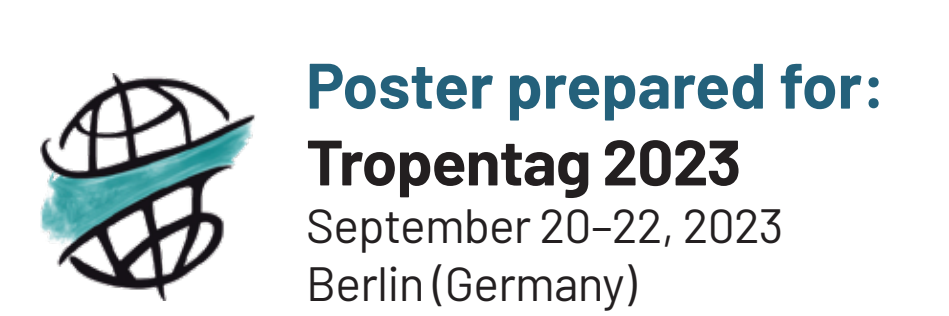 Poster prepared for:
Tropentag 2023
September 20–22, 2023
Berlin (Germany)